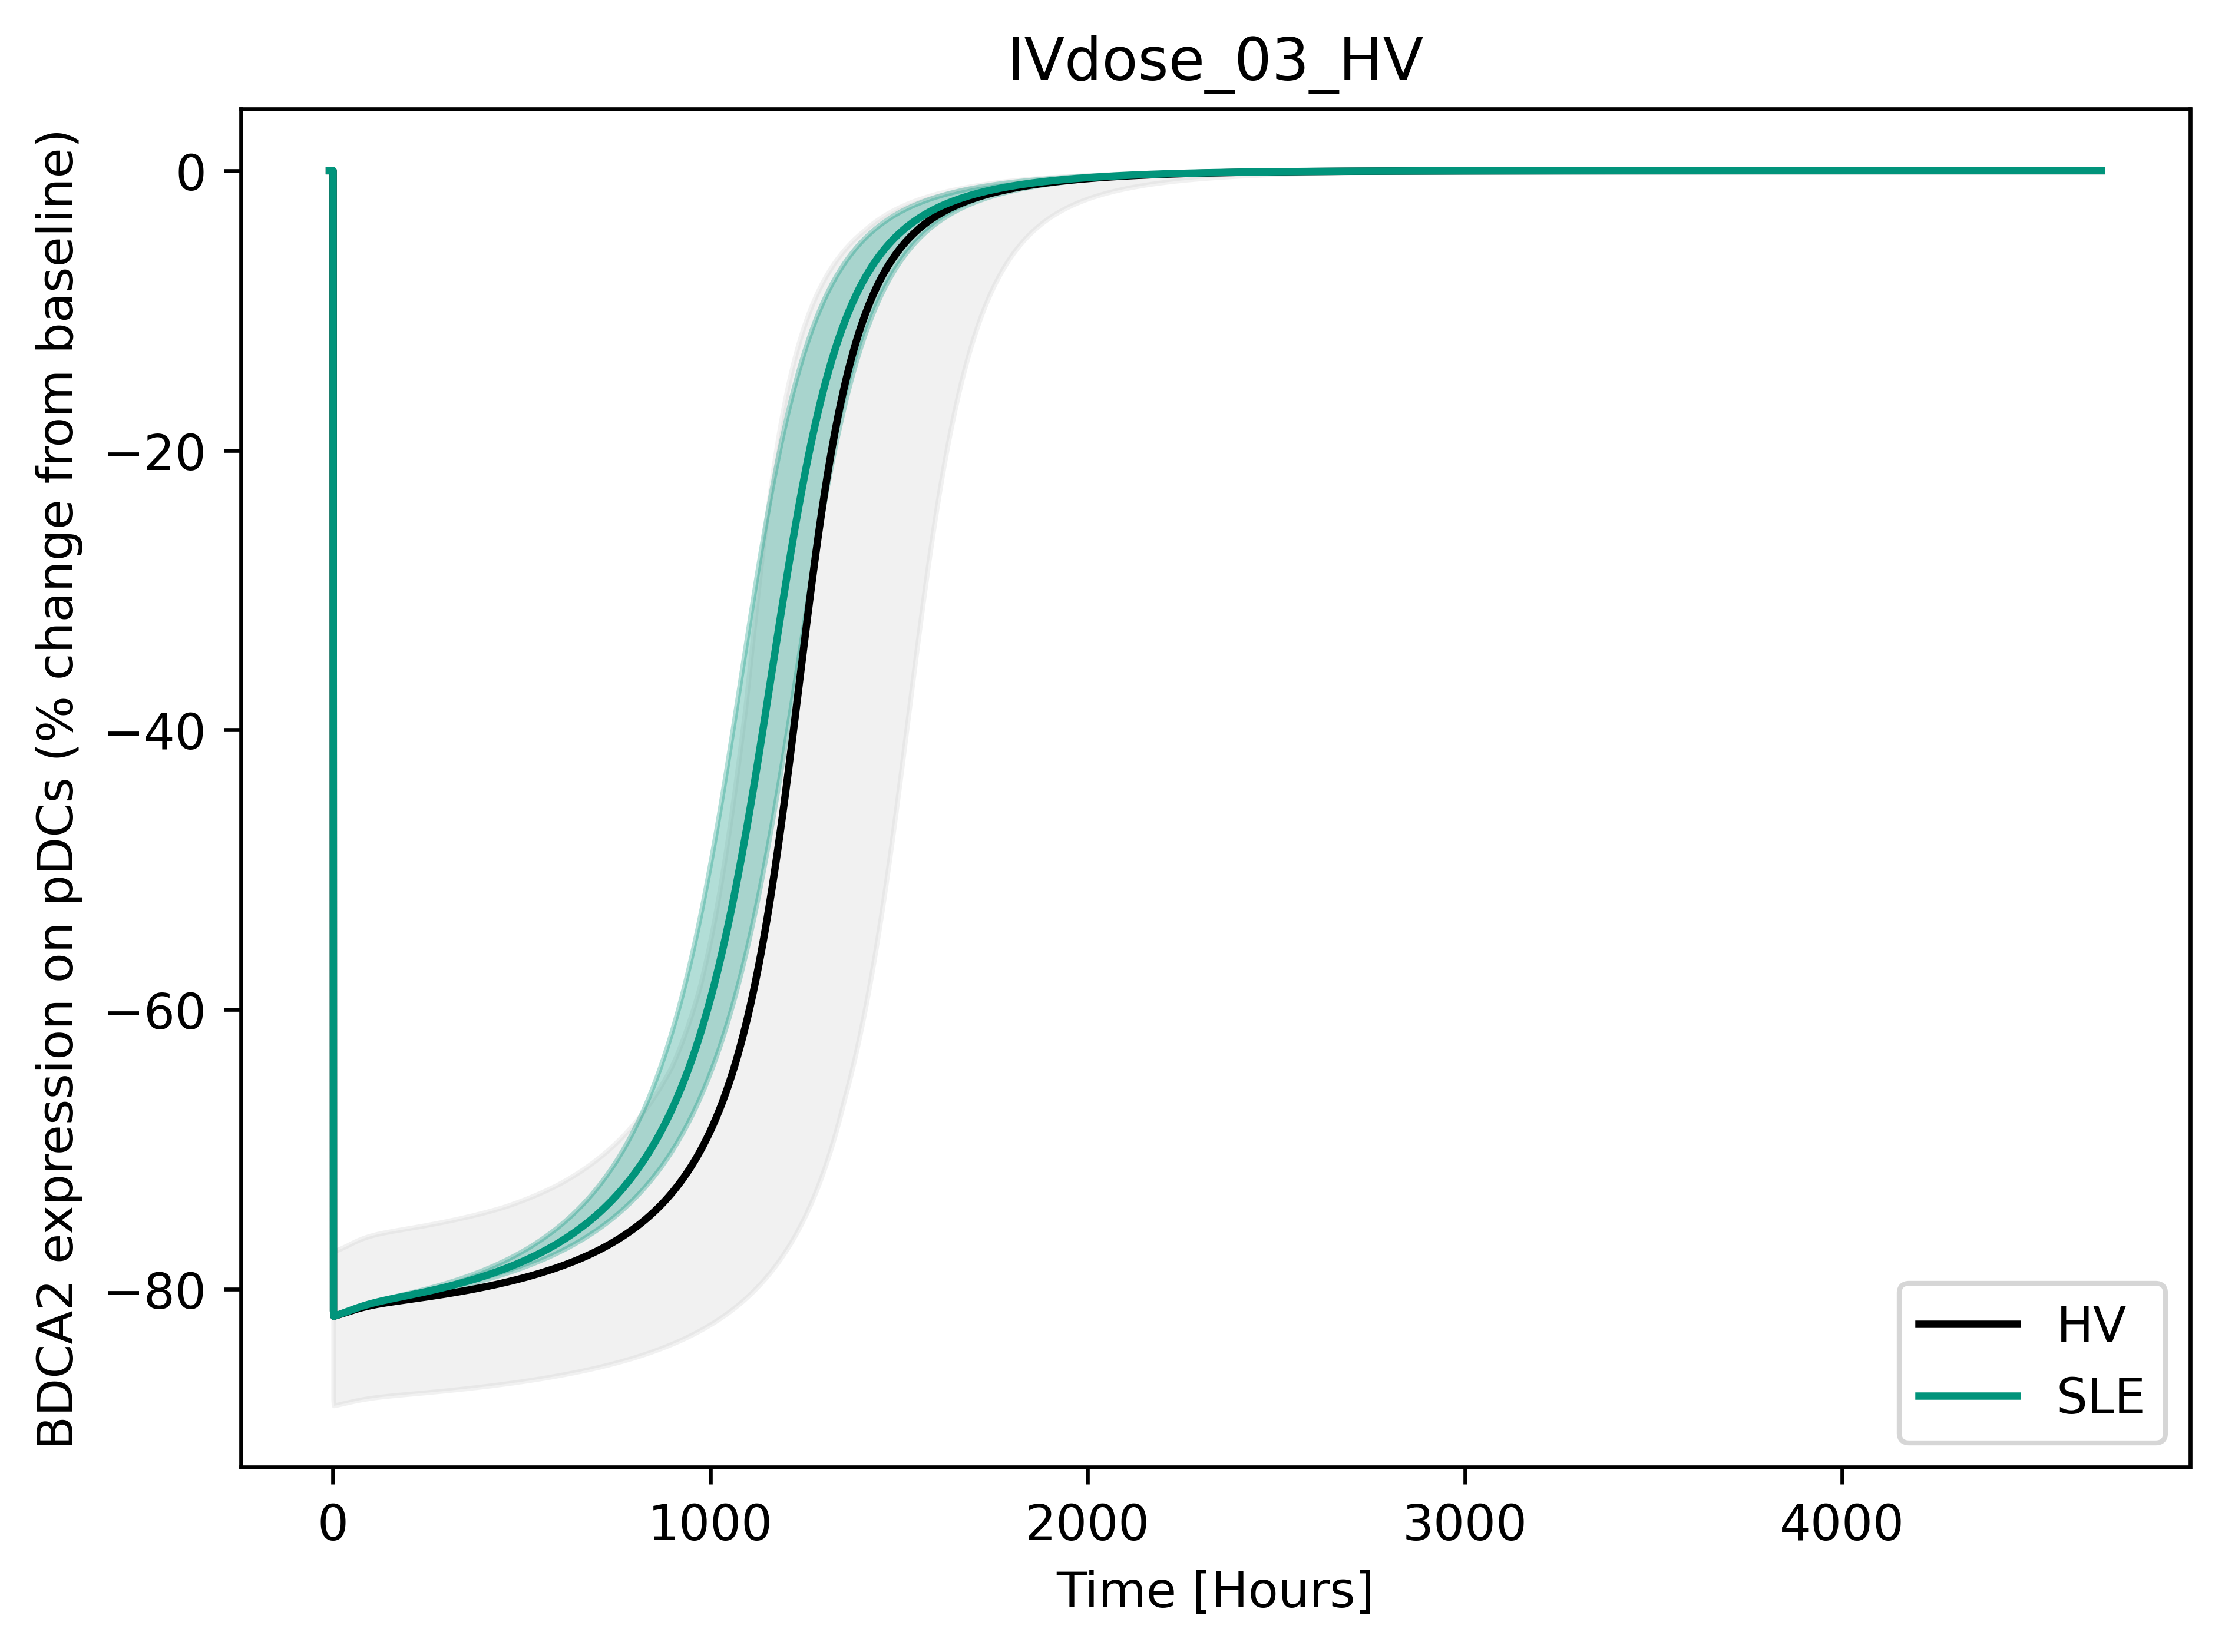 IVdose_03_HV
BDCA2 expression on pDCs (% change from baseline)
0
−20
−40
−60
−80
0
1000
2000
3000
4000
Time [Hours]
HV
SLE